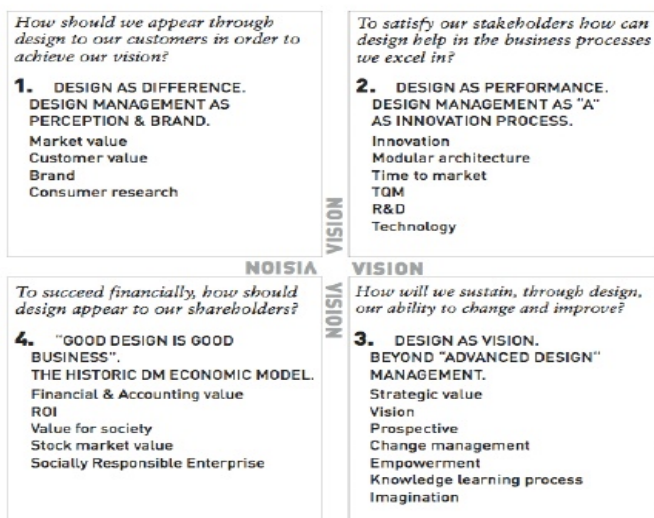 How should we appear through
design to our customers in order to
achieve our vision?
1. DESIGN AS DIFFERENCE.
DESIGN MANAGEMENT AS
PERCEPTION & BRAND.
Market value
Customer value
Brand
Consumer research
To satisfy our stakeholders how can
design help in the business processes
we excel in?
2. DESIGN AS PERFORMANCE.
DESIGN MANAGEMENT AS "A"
AS INNOVATION PROCESS.
Innovation
Modular architecture
Time to market
TQM
R&D
Technology
VISION
VISION
VISION
VISION
To succeed financially, how should
design appear to our shareholders?
4. "GOOD DESIGN IS GOOD
BUSINESS".
THE HISTORIC DM ECONOMIC MODEL.
Financial & Accounting value
ROI
Value for society
Stock market value
Socially Responsible Enterprise
How will we sustain, through design,
our ability to change and improve?
3. DESIGN AS VISION.
BEYOND "ADVANCED DESIGN"
MANAGEMENT.
Strategic value
Vision
Prospective
Change management
Empowerment
Knowledge learning process
Imagination